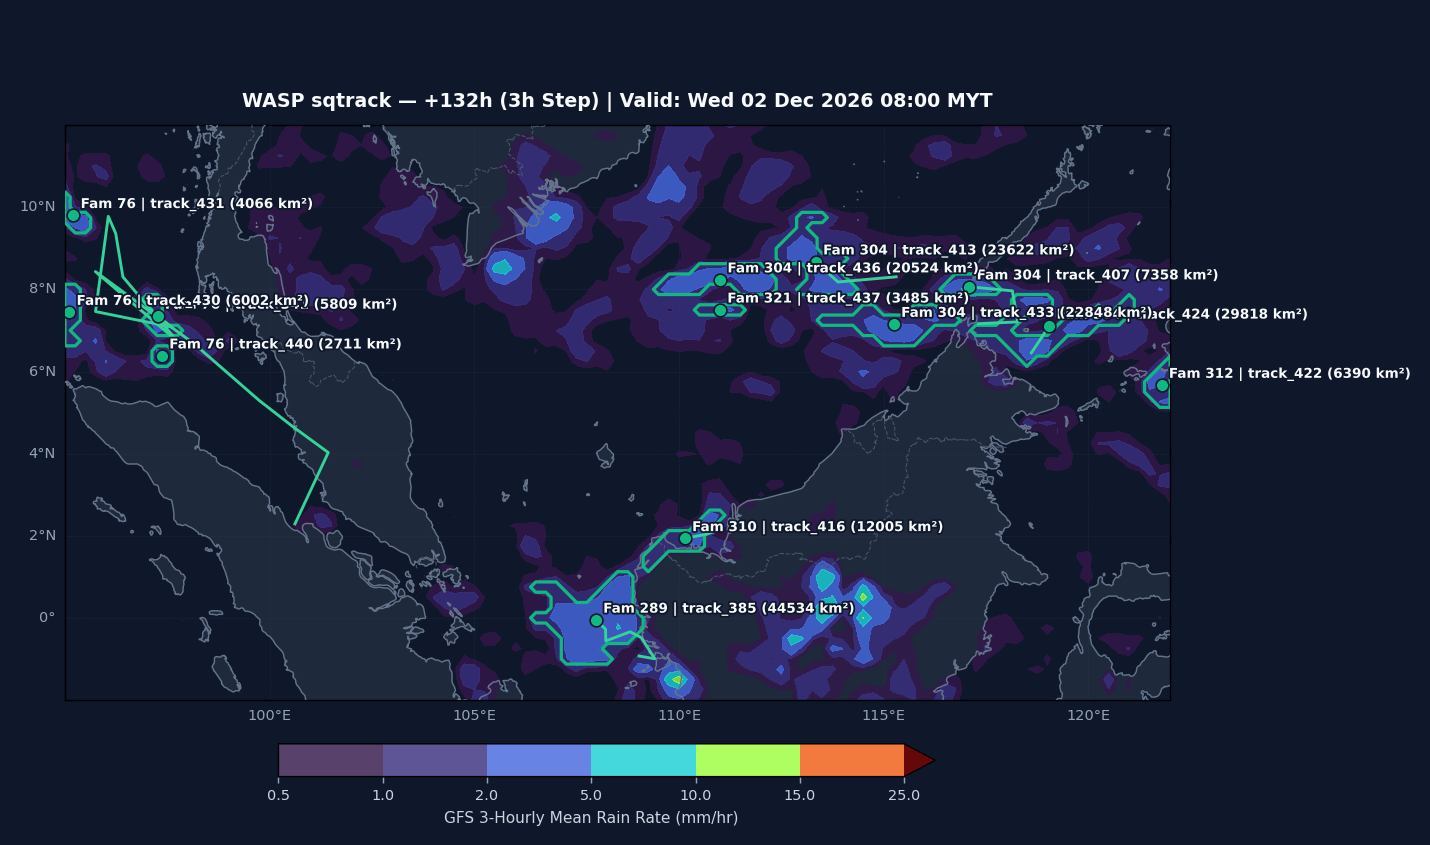 WASP sqtrack — +132h (3h Step) | Valid: Wed 02 Dec 2026 08:00 MYT
10°N
8°N
6°N
4°N
2°N
0°
Fam 76 | track_431 (4066 km²)
Fam 304 | track_413 (23622 km²)
Fam 304 | track_436 (20524 km²)
Fam 304 | track_407 (7358 km²)
Fam 76 | track_430 (6002 km²)
(5809 km²)
Fam 321 | track_437 (3485 km²)
Fam 304 | track_433 (22848 km²)
track_424 (29818 km²)
Fam 76 | track_440 (2711 km²)
Fam 312 | track_422 (6390 km²)
Fam 310 | track_416 (12005 km²)
Fam 289 | track_385 (44534 km²)
100°E 105°E 110°E 115°E 120°E
0.5 1.0 2.0 5.0 10.0 15.0 25.0
GFS 3-Hourly Mean Rain Rate (mm/hr)